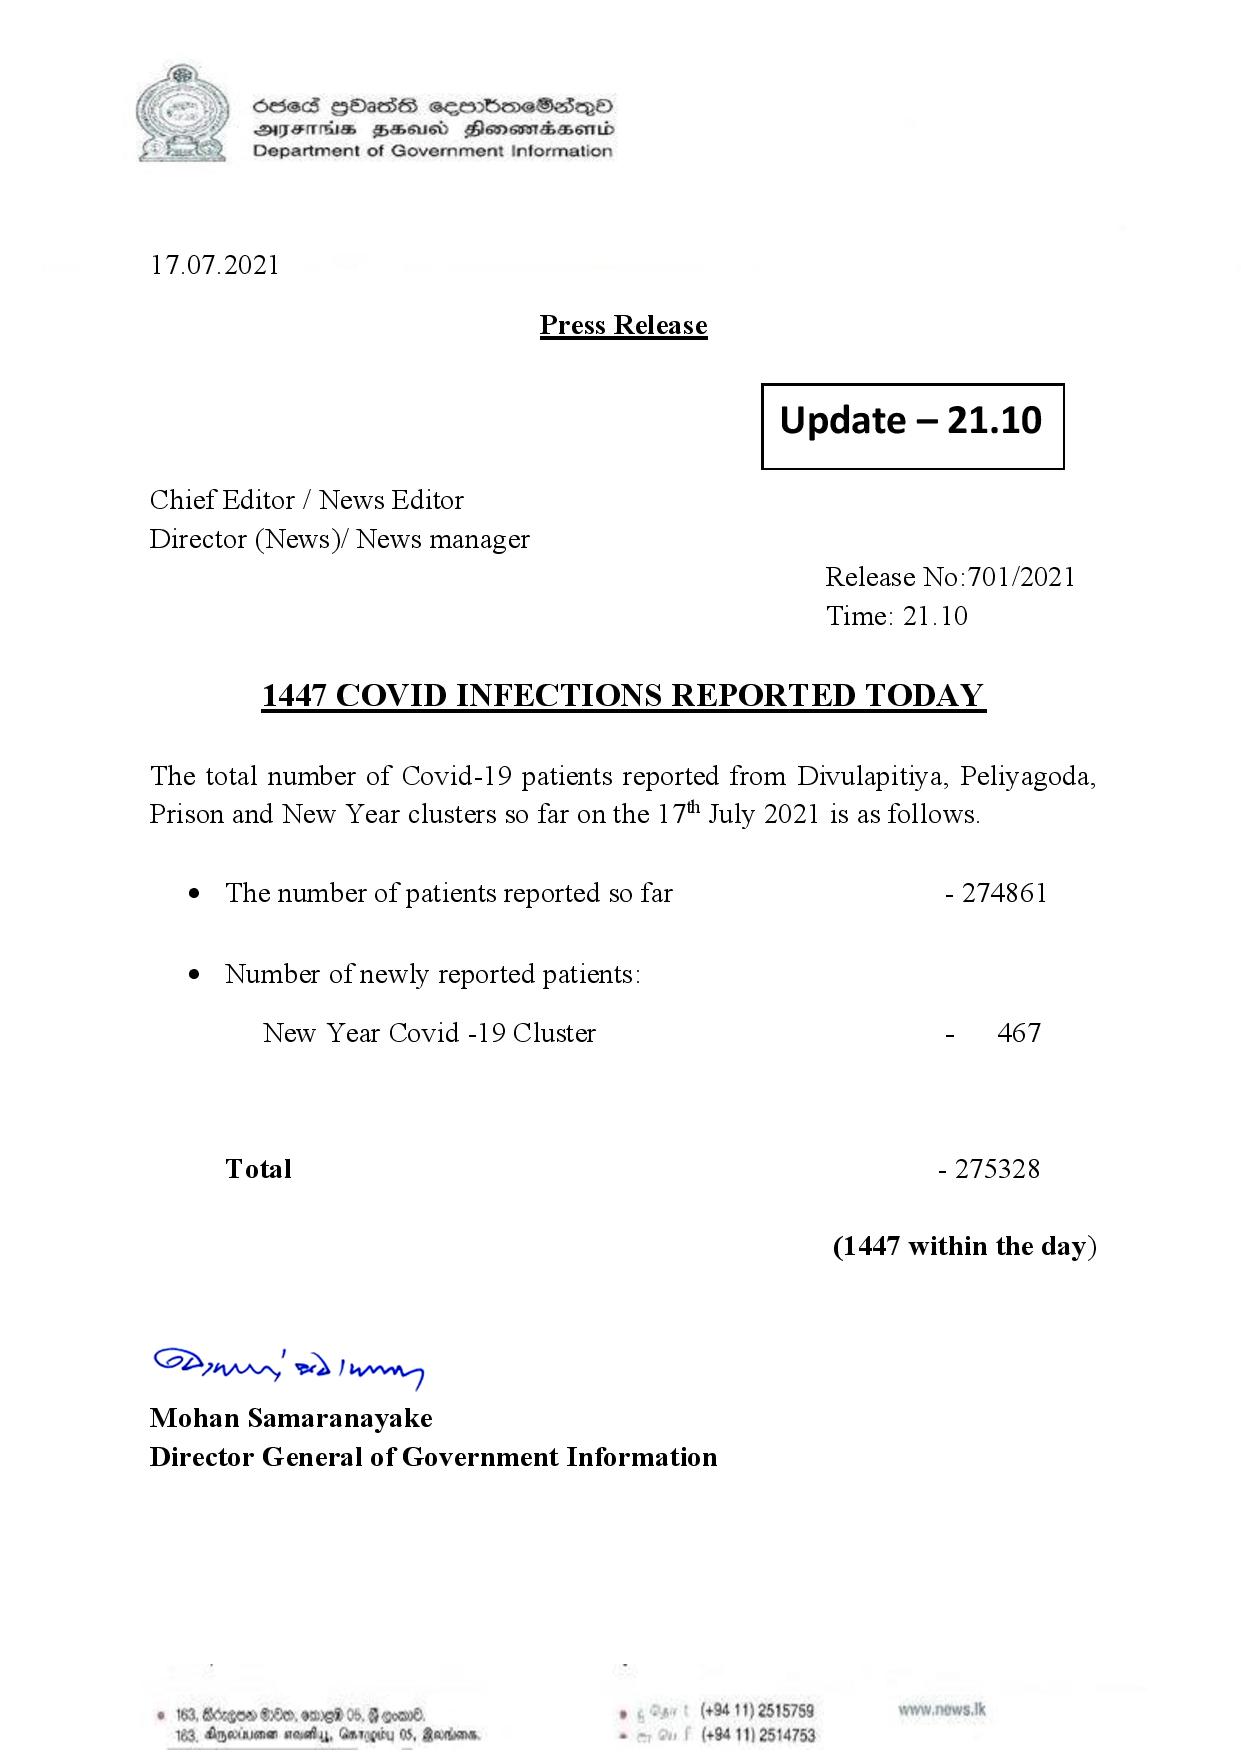 රජයේ ප්‍රවෘත්ති දෙපාර්තමේන්තුව
அரசாங்க தகவல் திணைக்களம்
Department of Government Information
17.07.2021
Press Release
Update – 21.10
Chief Editor / News Editor
Director (News)/ News manager
Release No:701/2021
Time: 21.10
1447 COVID INFECTIONS REPORTED TODAY
The total number of Covid-19 patients reported from Divulapitiya, Peliyagoda,
Prison and New Year clusters so far on the 17th July 2021 is as follows.
• The number of patients reported so far - 274861
• Number of newly reported patients:
New Year Covid -19 Cluster - 467
Total - 275328
(1447 within the day)
Mohan Samaranayake
Director General of Government Information
163, කිරුලපන මාවත, කොළඹ 05, ශ්‍රී ලංකාව.
(+94 11) 2515759
www.news.lk
163, கிருலப்பனை எவனியூ, கொழும்பு 05, இலங்கை.
(+94 11) 2514753